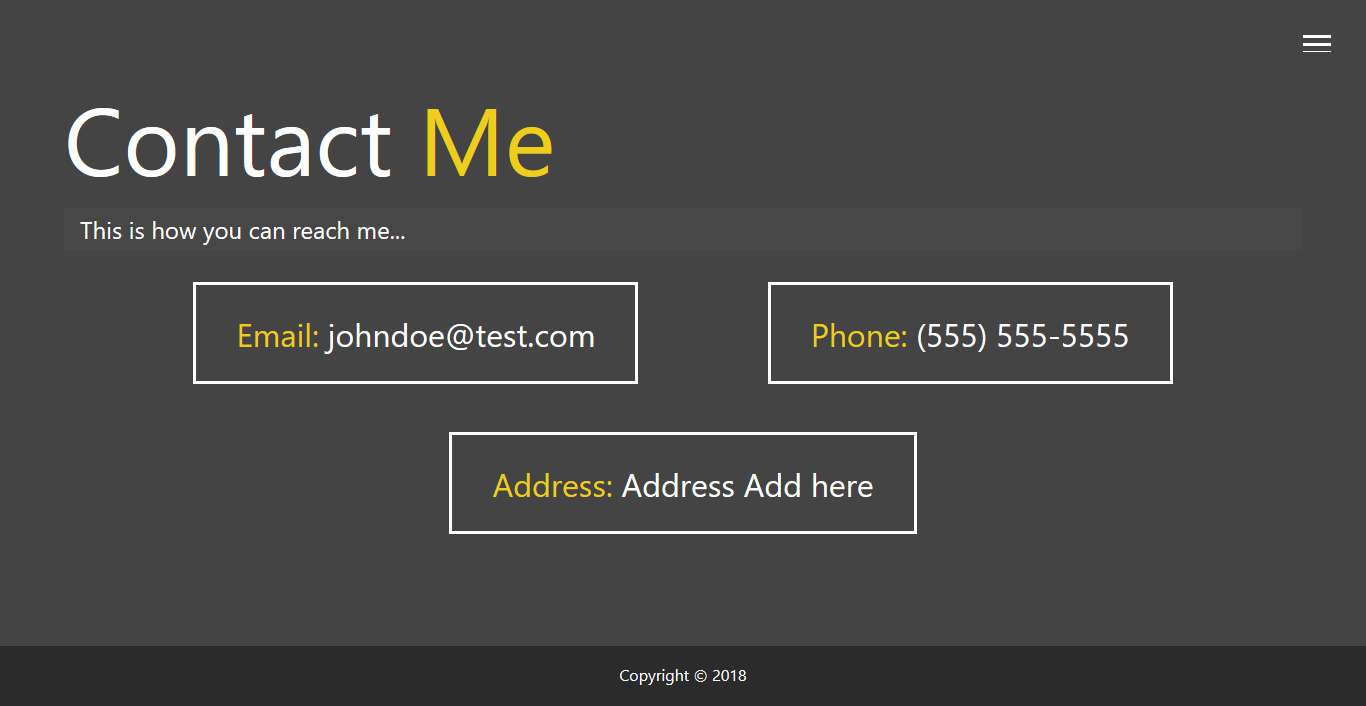 Contact Me
This is how you can reach me...
Email: johndoe@test.com
Phone: (555) 555-5555
Address: Address Add here
Copyright © 2018